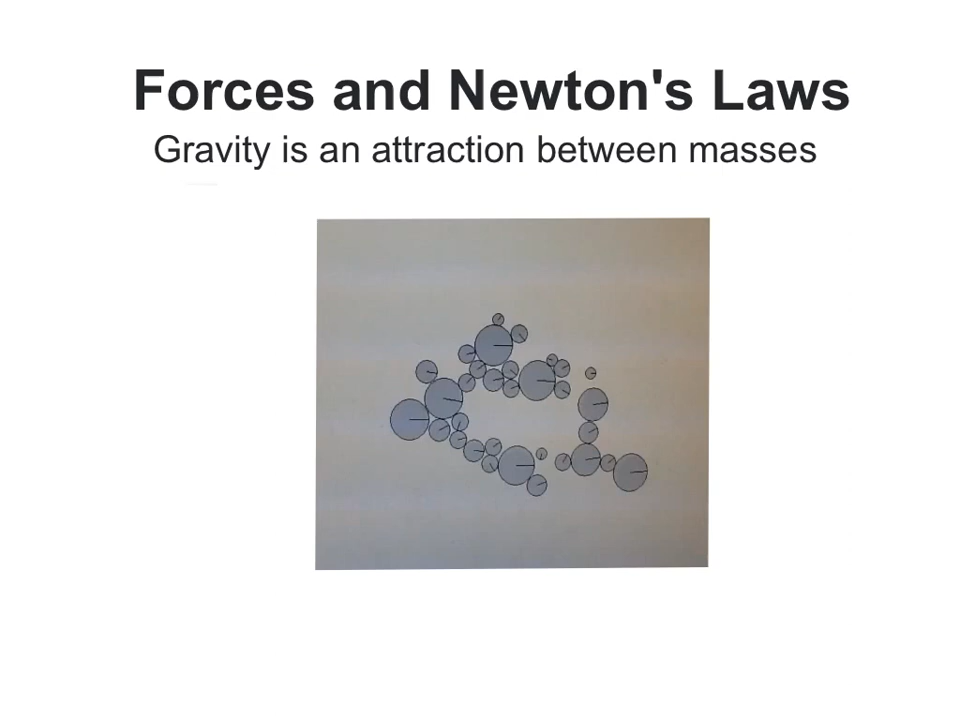 Forces and Newton's Laws
Gravity is an attraction between masses